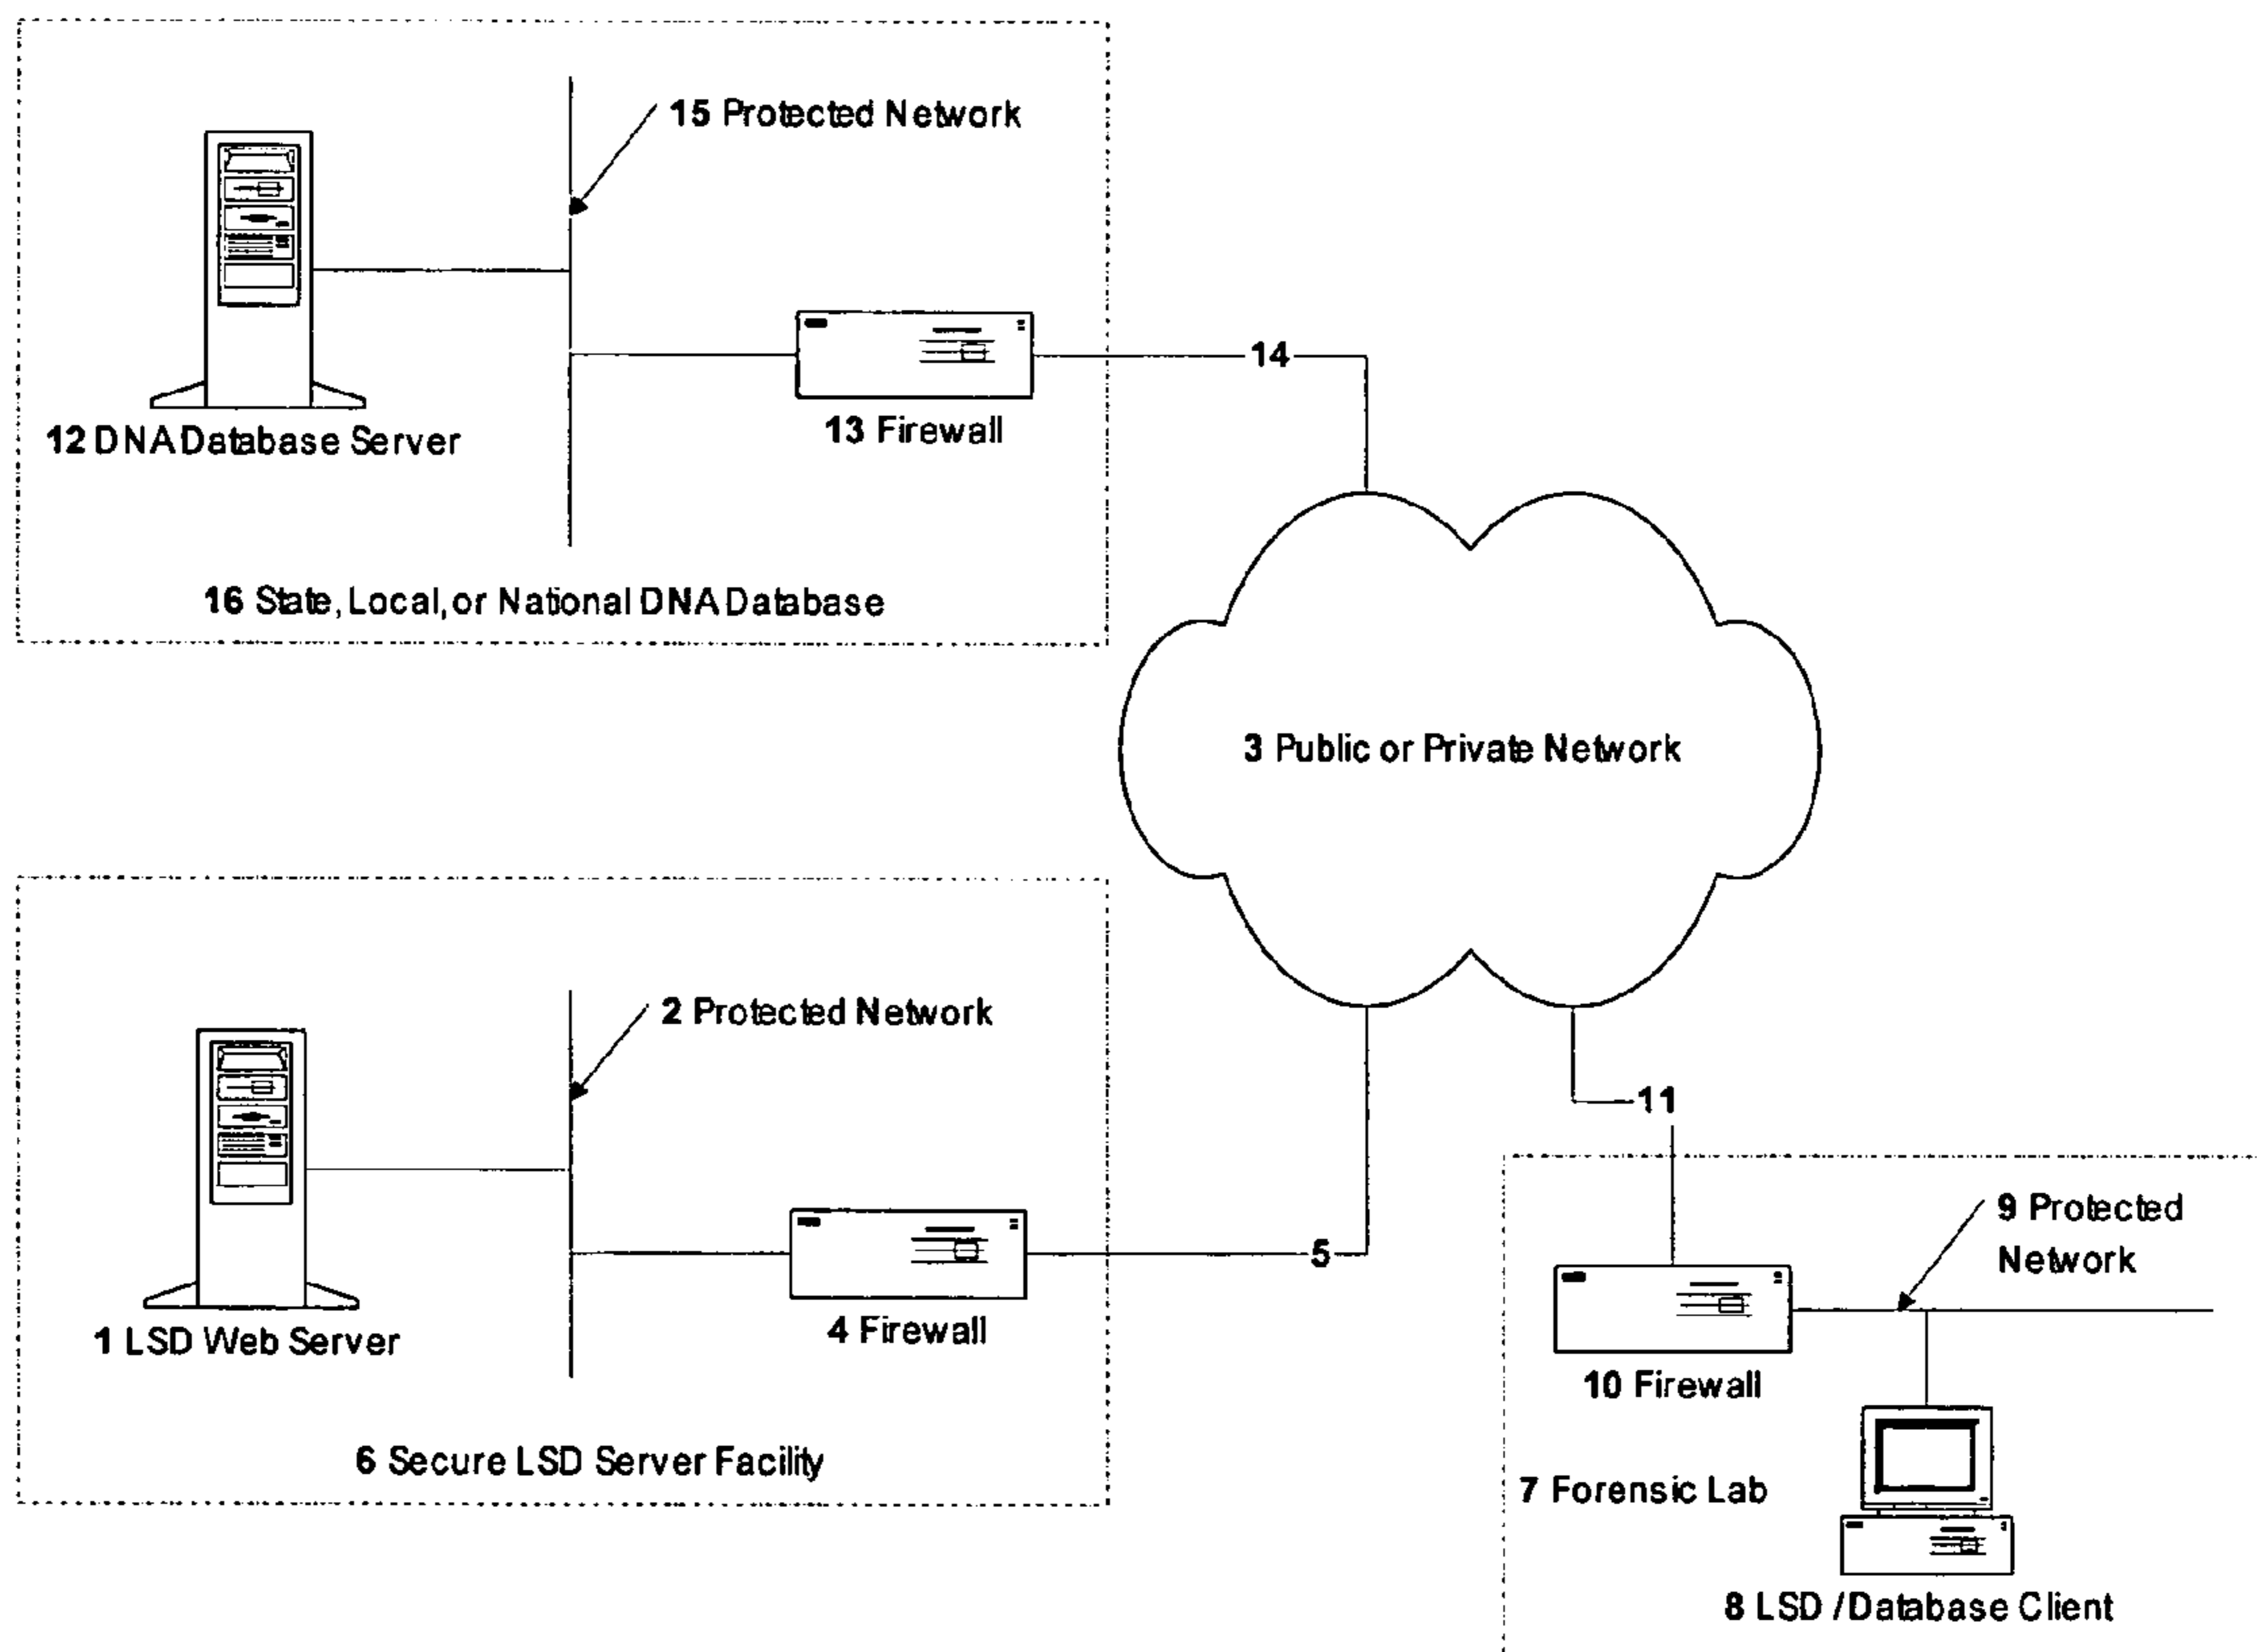 15 Protected Network
14
12 DNA Database Server
13 Firewall
16 State, Local, or National DNA Database
3 Public or Private Network
2 Protected Network
11
9 Protected
Network
5
1 LSD Web Server
4 Firewall
10 Firewall
6 Secure LSD Server Facility
7 Forensic Lab
8 LSD / Database Client